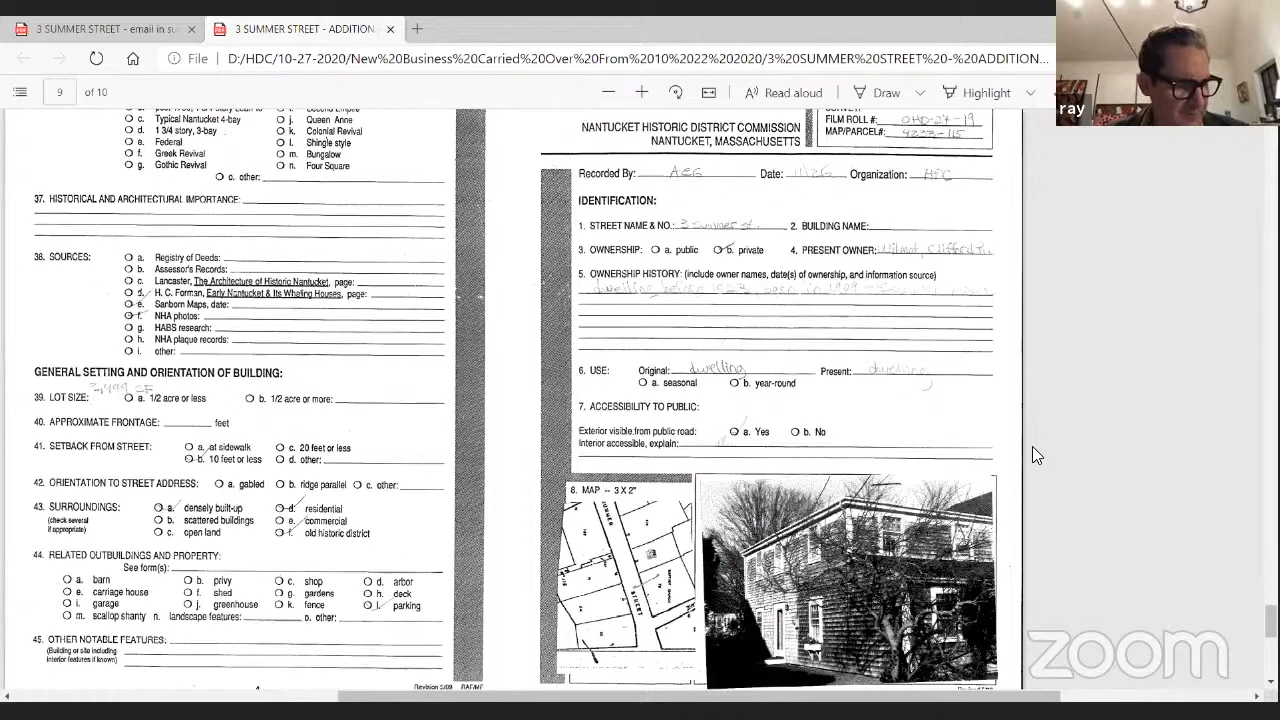 3 SUMMER STREET - email in su
3 SUMMER STREET - ADDITION
File
D:/HDC/10-27-2020/New%20Business%20Carried%20Over%20From%2010%2022%202020/3%20SUMMER%20STREET%20-%20ADDITION...
9 of 10
Read aloud
Draw
Highlight
ray
c. Typical Nantucket 4-bay
d. 1 3/4 story, 3-bay
e. Federal
f. Greek Revival
g. Gothic Revival
i. Second Empire
j. Queen Anne
k. Colonial Revival
l. Shingle style
m. Bungalow
n. Four Square
o. other:
37. HISTORICAL AND ARCHITECTURAL IMPORTANCE:
38. SOURCES:
a. Registry of Deeds:
b. Assessor's Records:
c. Lancaster, The Architecture of Historic Nantucket, page:
d. H. C. Forman, Early Nantucket & Its Whaling Houses, page:
e. Sanborn Maps, date:
f. NHA photos:
g. HABS research:
h. NHA plaque records:
i. other:
GENERAL SETTING AND ORIENTATION OF BUILDING:
39. LOT SIZE:
a. 1/2 acre or less
b. 1/2 acre or more:
40. APPROXIMATE FRONTAGE: feet
41. SETBACK FROM STREET:
a. at sidewalk
b. 10 feet or less
c. 20 feet or less
d. other:
42. ORIENTATION TO STREET ADDRESS:
a. gabled
b. ridge parallel
c. other:
43. SURROUNDINGS:
(check several
if appropriate)
a. densely built-up
b. scattered buildings
c. open land
d. residential
e. commercial
f. old historic district
44. RELATED OUTBUILDINGS AND PROPERTY:
See form(s):
a. barn
b. privy
c. shop
d. arbor
e. carriage house
f. shed
g. gardens
h. deck
i. garage
j. greenhouse
k. fence
l. parking
m. scallop shanty
n. landscape features:
o. other:
45. OTHER NOTABLE FEATURES:
(Building or site including
interior features if known)
NANTUCKET HISTORIC DISTRICT COMMISSION
NANTUCKET, MASSACHUSETTS
FILM ROLL #:
MAP/PARCEL#:
Recorded By:
Date:
Organization: HDC
IDENTIFICATION:
1. STREET NAME & NO.: 3 Summer St.
2. BUILDING NAME:
3. OWNERSHIP:
a. public
b. private
4. PRESENT OWNER: Wilmot, Clifford R.
5. OWNERSHIP HISTORY: (include owner names, date(s) of ownership, and information source)
6. USE:
Original: dwelling
Present: dwelling
a. seasonal
b. year-round
7. ACCESSIBILITY TO PUBLIC:
Exterior visible from public road:
a. Yes
b. No
Interior accessible, explain:
8. MAP -- 3 X 2"
STREET
zoom